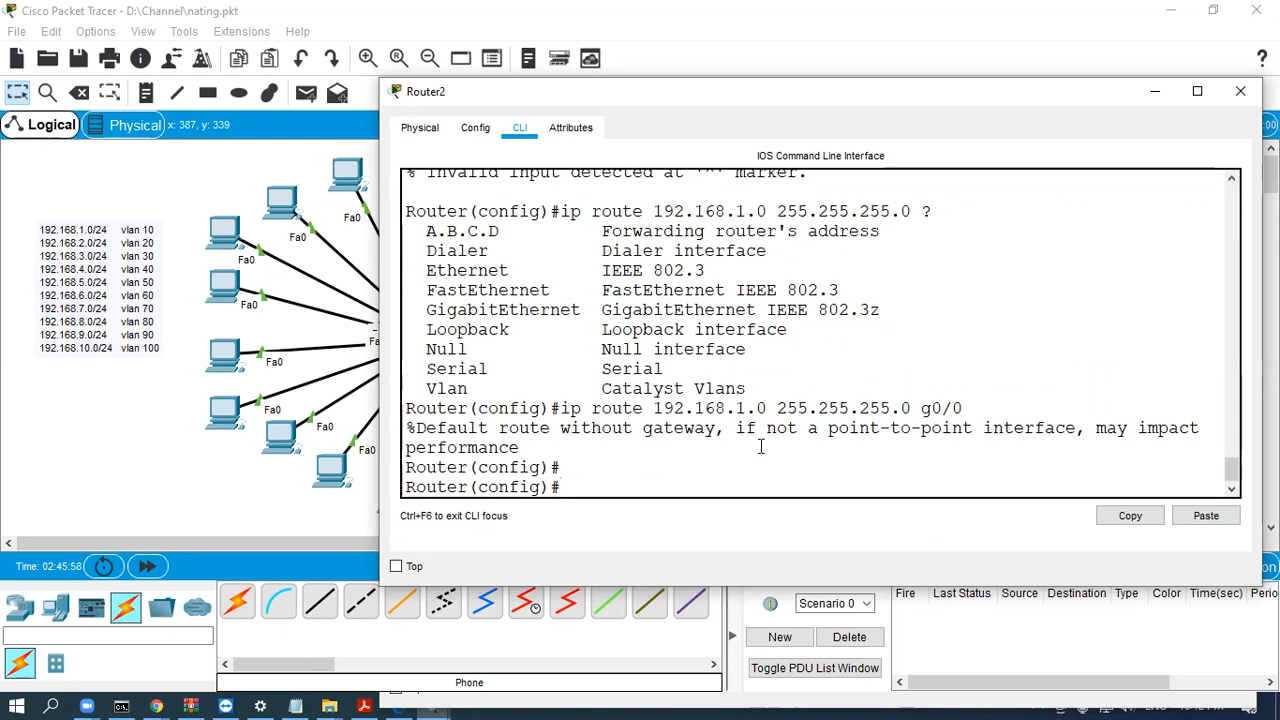 Cisco Packet Tracer - D:\Channel\nating.pkt
File Edit Options View Tools Extensions Help
Logical Physical x: 387, y: 339
:00
192.168.1.0/24 vlan 10
192.168.2.0/24 vlan 20
192.168.3.0/24 vlan 30
192.168.4.0/24 vlan 40
192.168.5.0/24 vlan 50
192.168.6.0/24 vlan 60
192.168.7.0/24 vlan 70
192.168.8.0/24 vlan 80
192.168.9.0/24 vlan 90
192.168.10.0/24 vlan 100
Fa0
Fa0
Fa0
Fa0
Fa0
Fa0
Fa0
Fa0
Fa0
Fa
Router2
Physical Config CLI Attributes
IOS Command Line Interface
% Invalid input detected at '^' marker.
Router(config)#ip route 192.168.1.0 255.255.255.0 ?
A.B.C.D Forwarding router's address
Dialer Dialer interface
Ethernet IEEE 802.3
FastEthernet FastEthernet IEEE 802.3
GigabitEthernet GigabitEthernet IEEE 802.3z
Loopback Loopback interface
Null Null interface
Serial Serial
Vlan Catalyst Vlans
Router(config)#ip route 192.168.1.0 255.255.255.0 g0/0
%Default route without gateway, if not a point-to-point interface, may impact
performance
Router(config)#
Router(config)#
Ctrl+F6 to exit CLI focus
Copy Paste
Top
Time: 02:45:58
on
Scenario 0
New Delete
Toggle PDU List Window
Fire Last Status Source Destination Type Color Time(sec) Perio
Phone